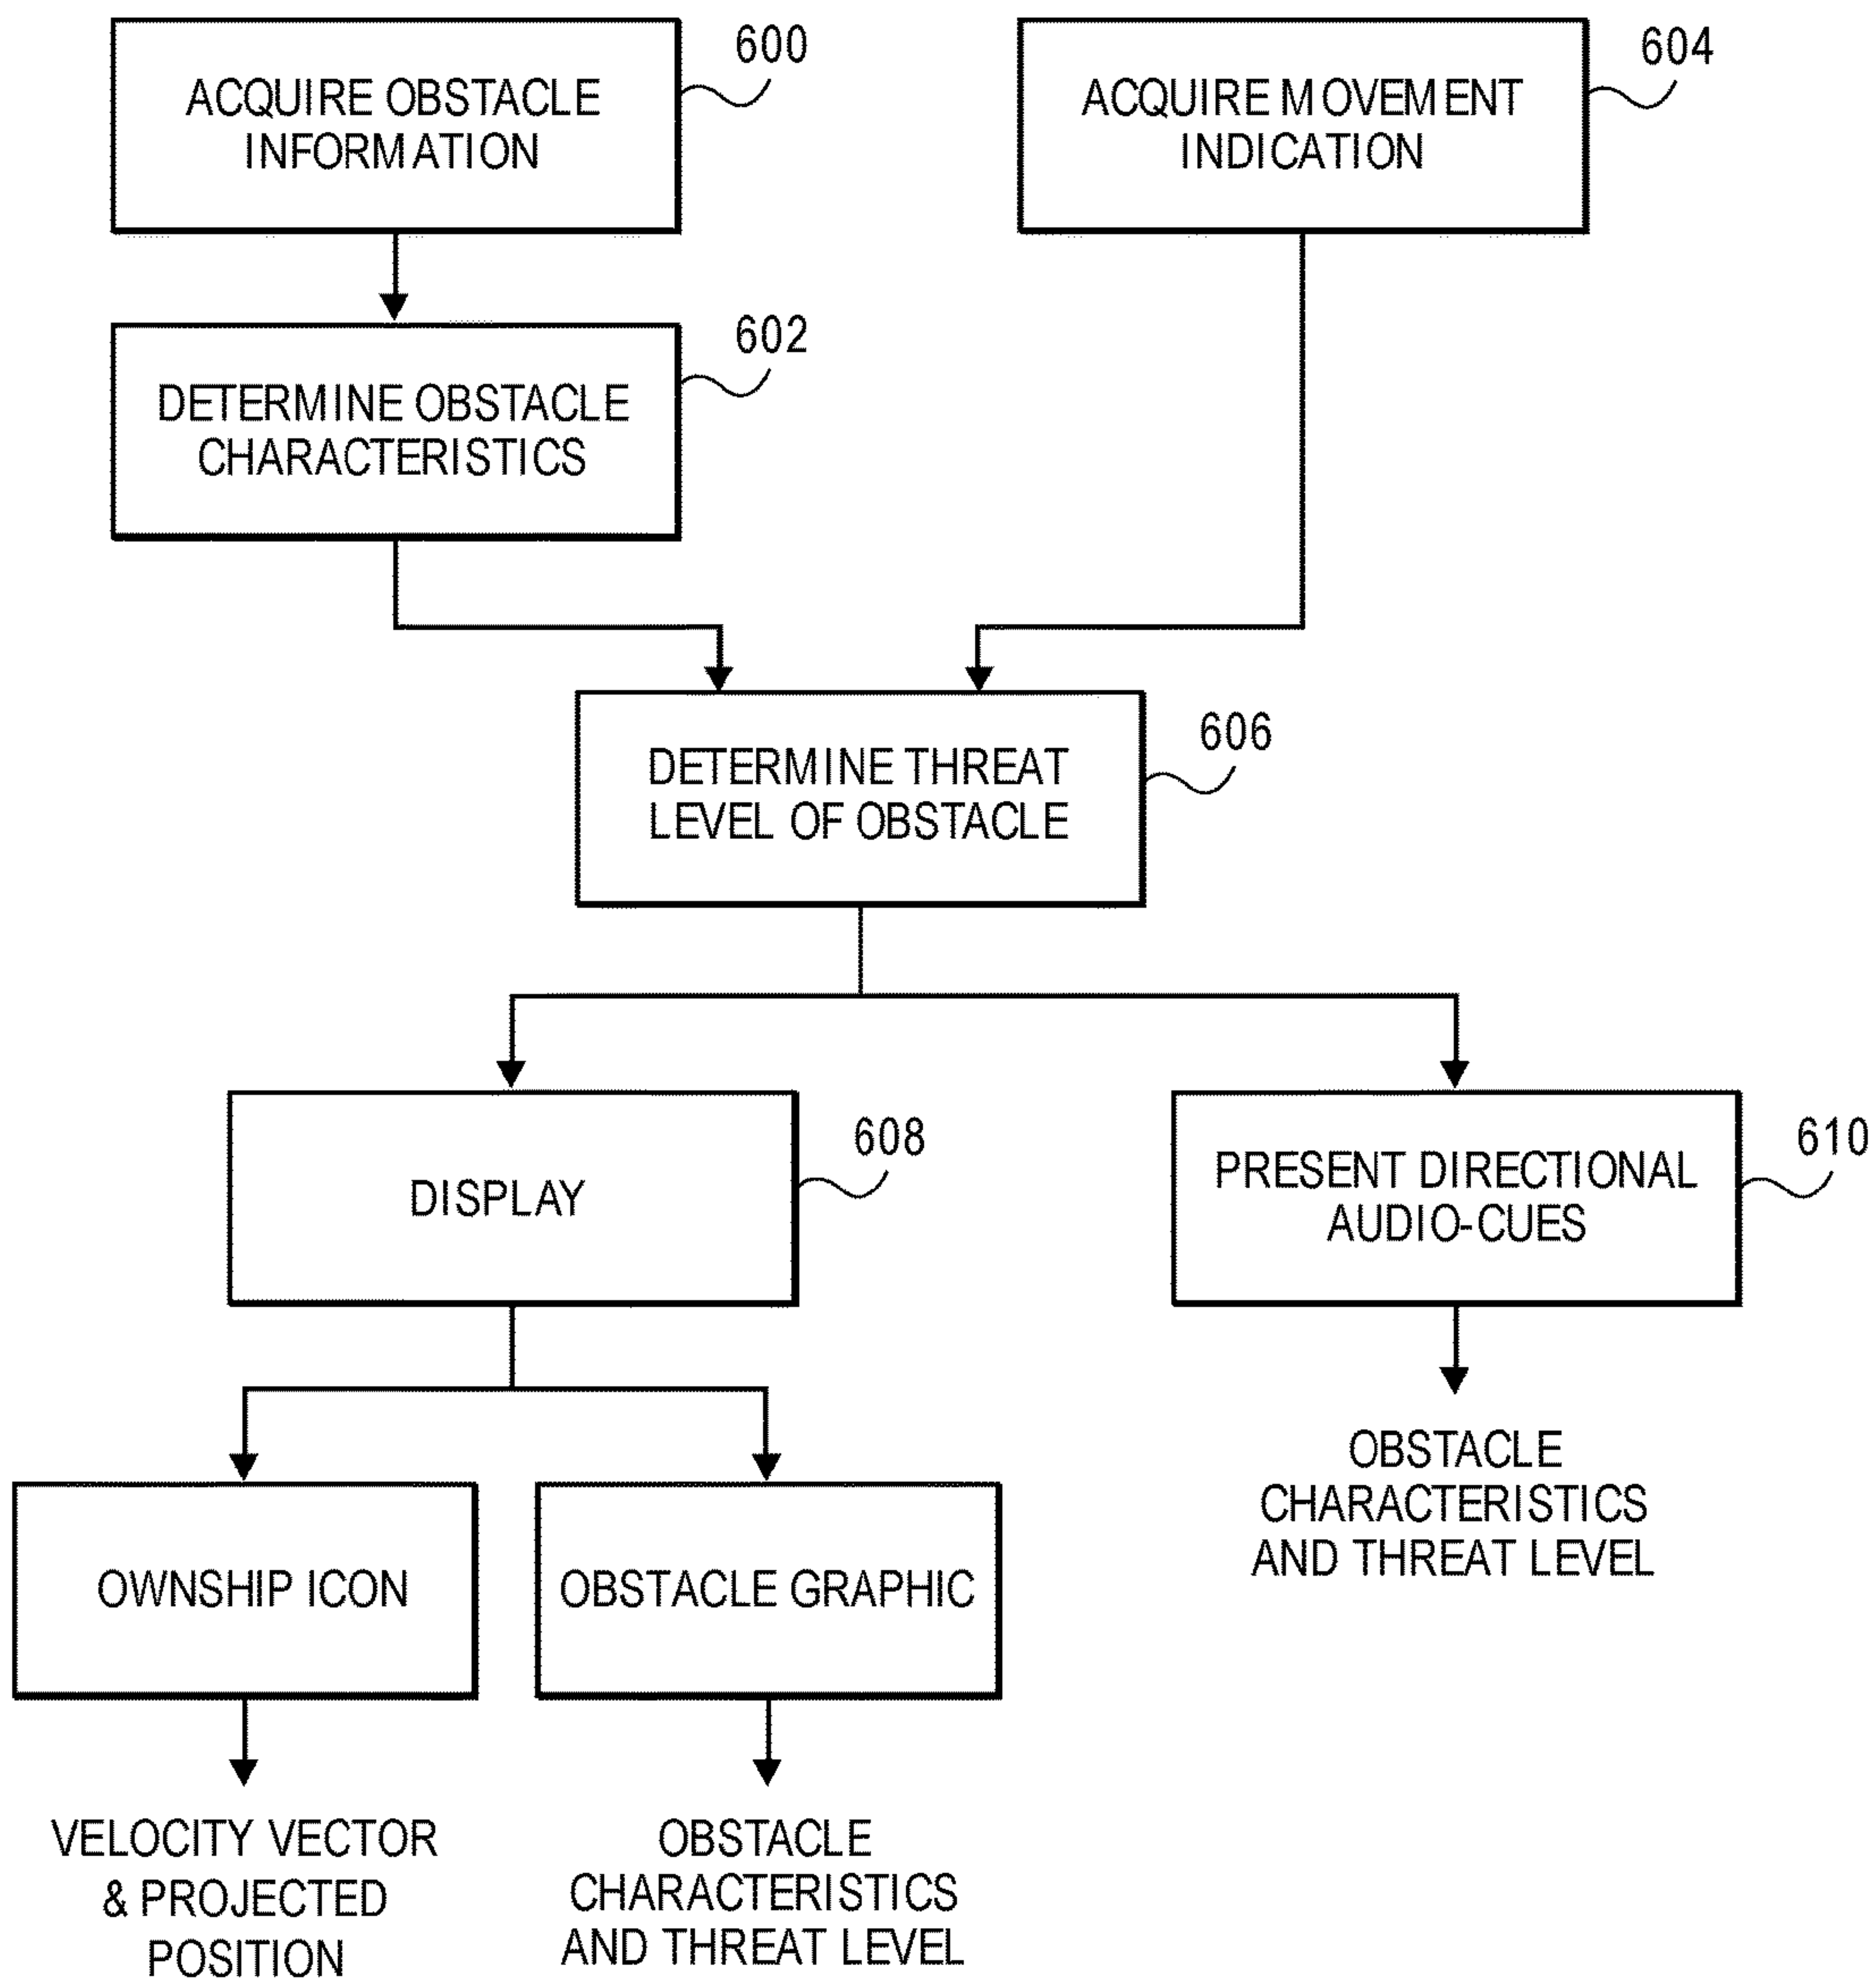 600
ACQUIRE OBSTACLE
INFORMATION
604
ACQUIRE MOVEMENT
INDICATION
602
DETERMINE OBSTACLE
CHARACTERISTICS
606
DETERMINE THREAT
LEVEL OF OBSTACLE
608
DISPLAY
610
PRESENT DIRECTIONAL
AUDIO-CUES
OWNSHIP ICON
OBSTACLE GRAPHIC
OBSTACLE
CHARACTERISTICS
AND THREAT LEVEL
VELOCITY VECTOR
& PROJECTED
POSITION
OBSTACLE
CHARACTERISTICS
AND THREAT LEVEL